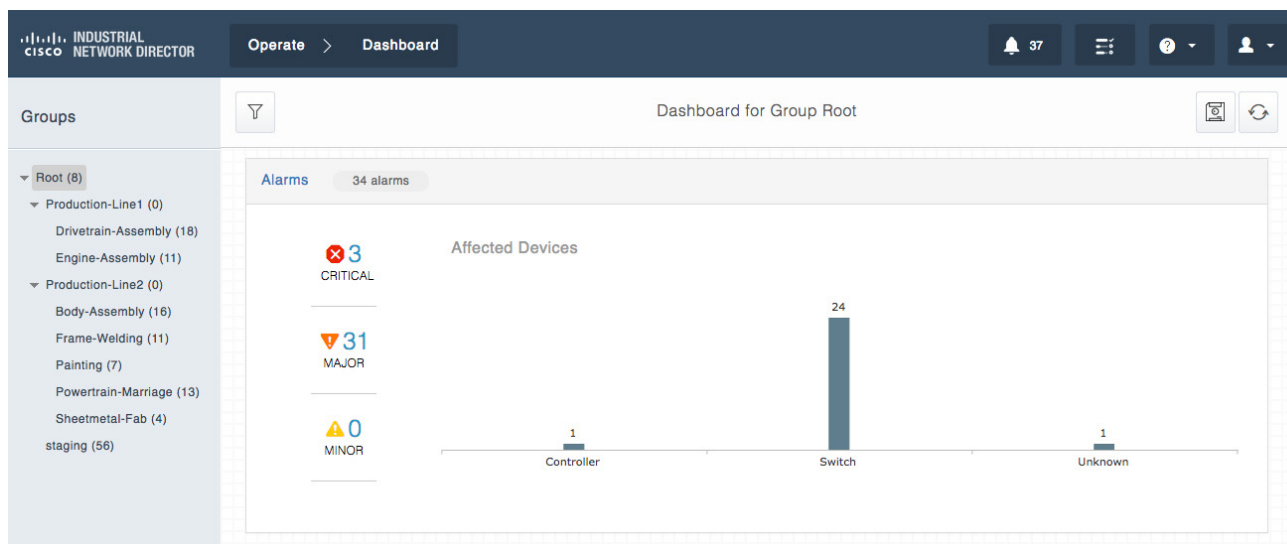 INDUSTRIAL
CISCO NETWORK DIRECTOR
Operate > Dashboard
37
?
Groups
Dashboard for Group Root
Root (8)
Production-Line1 (0)
Drivetrain-Assembly (18)
Engine-Assembly (11)
Production-Line2 (0)
Body-Assembly (16)
Frame-Welding (11)
Painting (7)
Powertrain-Marriage (13)
Sheetmetal-Fab (4)
staging (56)
Alarms 34 alarms
3
CRITICAL
31
MAJOR
0
MINOR
Affected Devices
1
24
1
Controller
Switch
Unknown